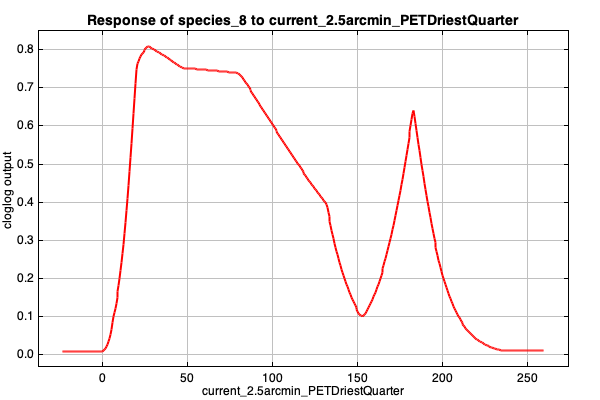 Response of species_8 to current_2.5arcmin_PETDriestQuarter
0.8
0.7
0.6
0.5
0.4
0.3
0.2
0.1
0.0
cloglog output
0 50 100 150 200 250
current_2.5arcmin_PETDriestQuarter